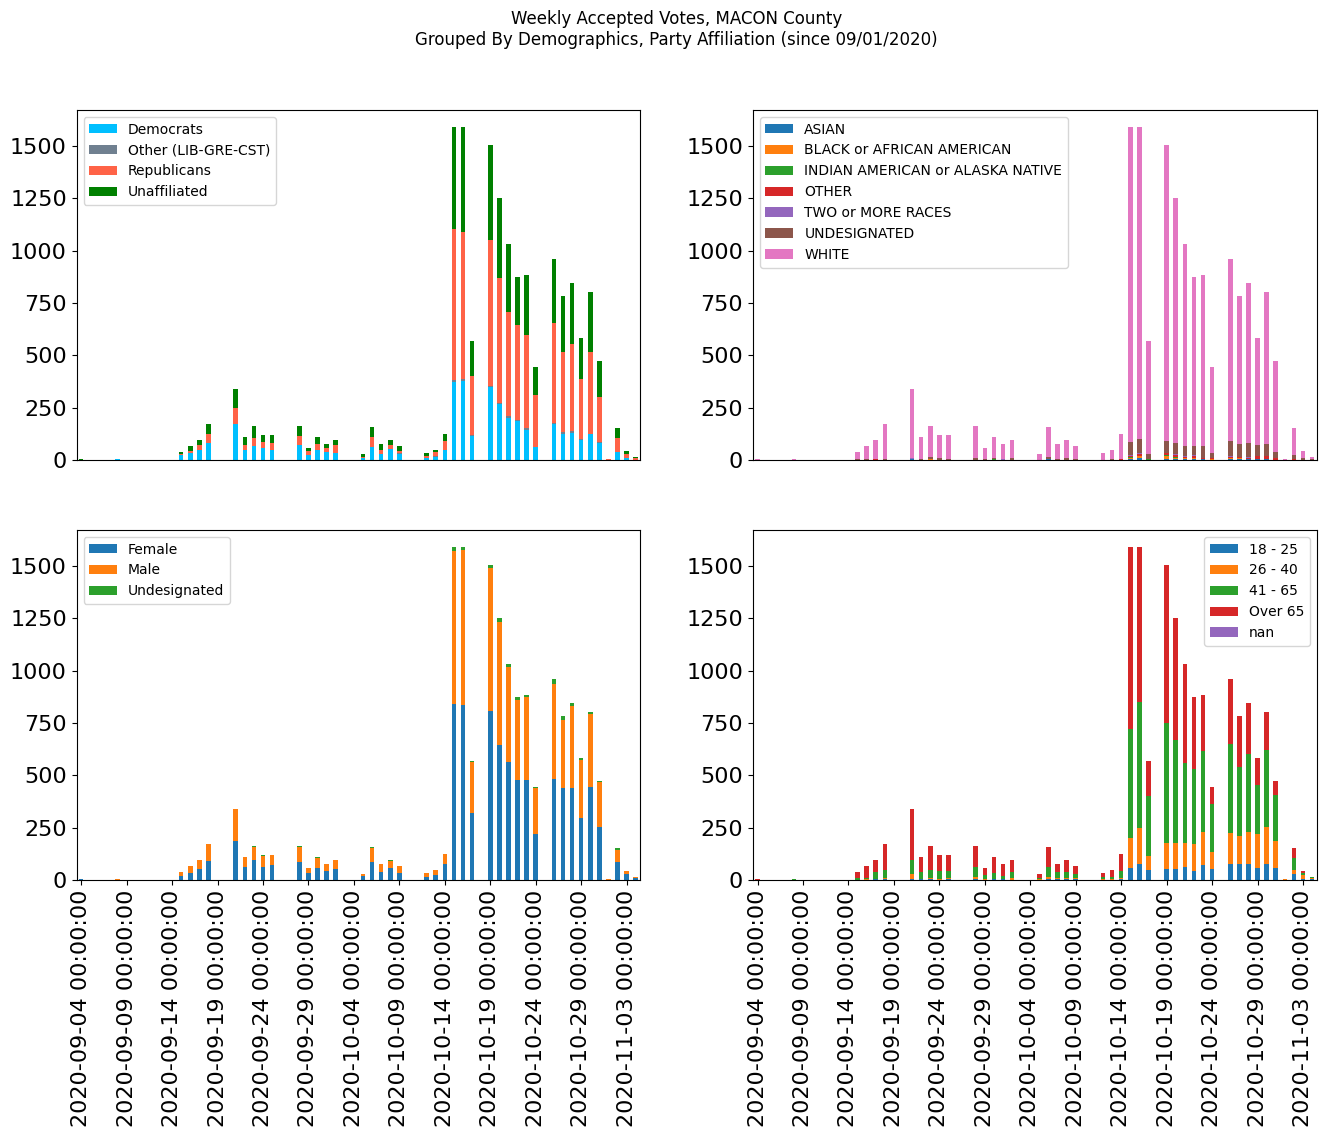 Weekly Accepted Votes, MACON County
Grouped By Demographics, Party Affiliation (since 09/01/2020)
1500
1250
1000
750
500
250
0
Democrats
Other (LIB-GRE-CST)
Republicans
Unaffiliated
1500
1250
1000
750
500
250
0
ASIAN
BLACK or AFRICAN AMERICAN
INDIAN AMERICAN or ALASKA NATIVE
OTHER
TWO or MORE RACES
UNDESIGNATED
WHITE
1500
1250
1000
750
500
250
0
Female
Male
Undesignated
2020-09-04 00:00:00
2020-09-09 00:00:00
2020-09-14 00:00:00
2020-09-19 00:00:00
2020-09-24 00:00:00
2020-09-29 00:00:00
2020-10-04 00:00:00
2020-10-09 00:00:00
2020-10-14 00:00:00
2020-10-19 00:00:00
2020-10-24 00:00:00
2020-10-29 00:00:00
2020-11-03 00:00:00
1500
1250
1000
750
500
250
0
18 - 25
26 - 40
41 - 65
Over 65
nan
2020-09-04 00:00:00
2020-09-09 00:00:00
2020-09-14 00:00:00
2020-09-19 00:00:00
2020-09-24 00:00:00
2020-09-29 00:00:00
2020-10-04 00:00:00
2020-10-09 00:00:00
2020-10-14 00:00:00
2020-10-19 00:00:00
2020-10-24 00:00:00
2020-10-29 00:00:00
2020-11-03 00:00:00